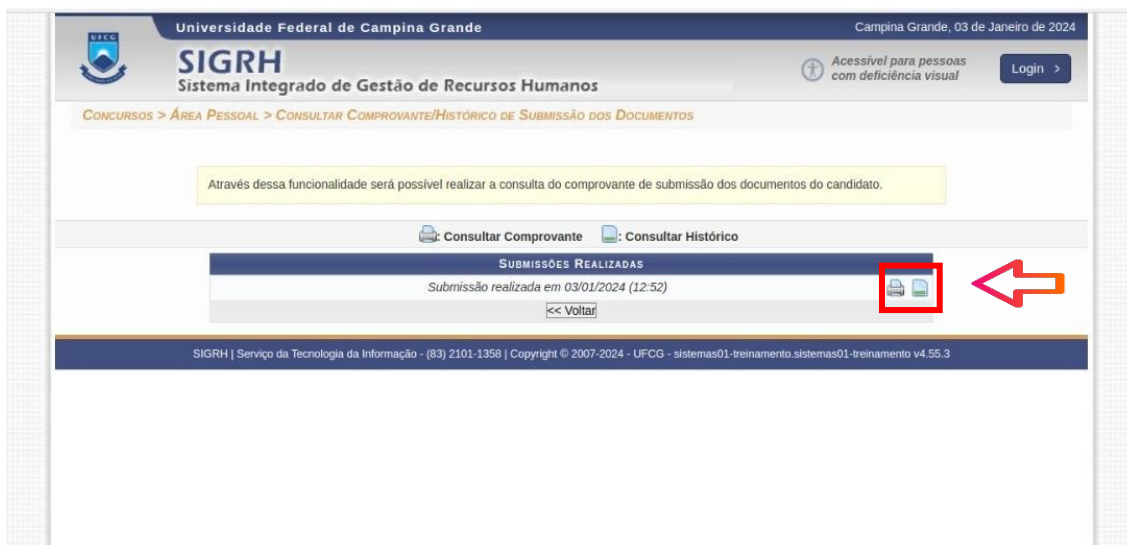 UFCG
Universidade Federal de Campina Grande
Campina Grande, 03 de Janeiro de 2024
SIGRH
Sistema Integrado de Gestão de Recursos Humanos
Acessível para pessoas
com deficiência visual
Login >
Concursos > Área Pessoal > Consultar Comprovante/Histórico de Submissão dos Documentos
Através dessa funcionalidade será possível realizar a consulta do comprovante de submissão dos documentos do candidato.
: Consultar Comprovante : Consultar Histórico
Submissões Realizadas
Submissão realizada em 03/01/2024 (12:52)
<< Voltar
SIGRH | Serviço da Tecnologia da Informação - (83) 2101-1358 | Copyright © 2007-2024 - UFCG - sistemas01-treinamento.sistemas01-treinamento v4.55.3